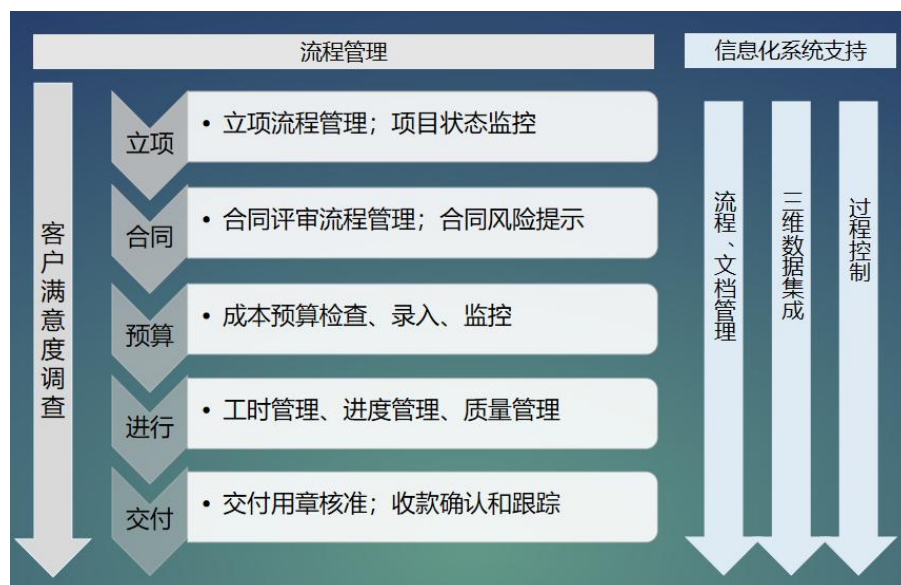 流程管理
信息化系统支持
客户满意度调查
立项
• 立项流程管理；项目状态监控
合同
• 合同评审流程管理；合同风险提示
预算
• 成本预算检查、录入、监控
进行
• 工时管理、进度管理、质量管理
交付
• 交付用章核准；收款确认和跟踪
流程、文档管理
三维数据集成
过程控制